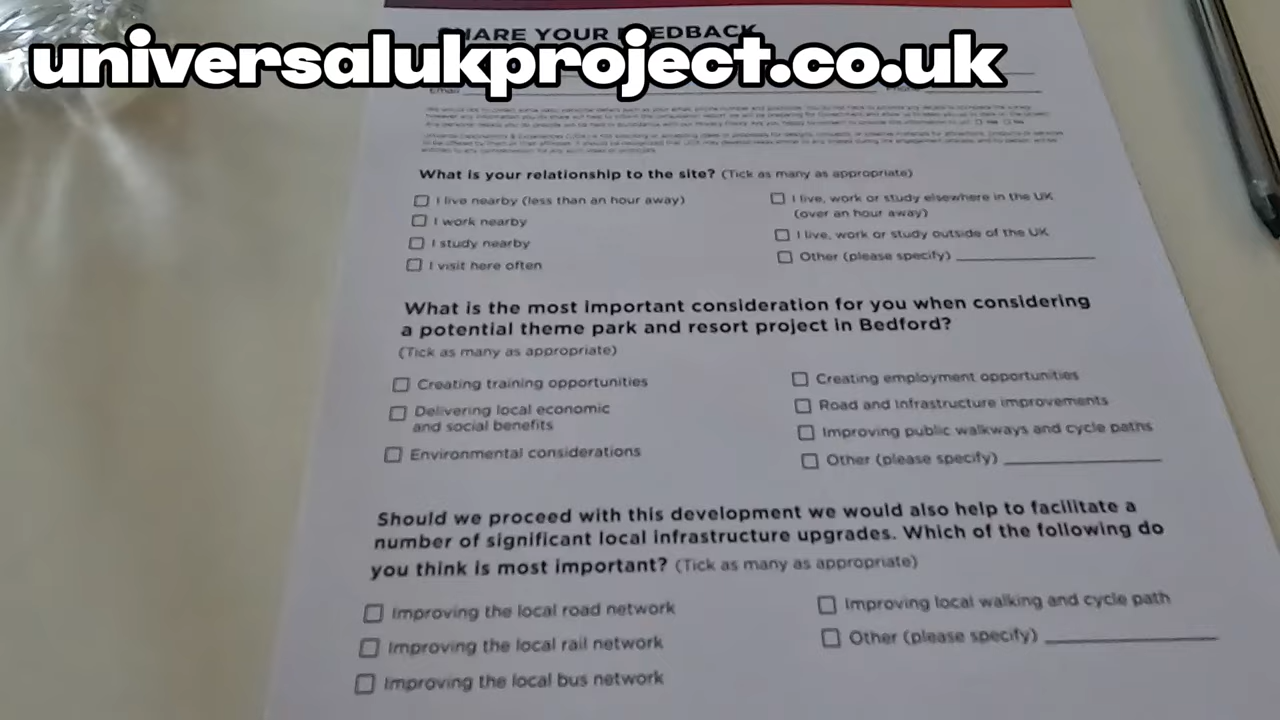 SHARE YOUR FEEDBACK
universalukproject.co.uk
Email
What is your relationship to the site? (Tick as many as appropriate)
I live nearby (less than an hour away)
I work nearby
I study nearby
I visit here often
I live, work or study elsewhere in the UK
(over an hour away)
I live, work or study outside of the UK
Other (please specify)
What is the most important consideration for you when considering
a potential theme park and resort project in Bedford?
(Tick as many as appropriate)
Creating training opportunities
Delivering local economic
and social benefits
Environmental considerations
Creating employment opportunities
Road and Infrastructure improvements
Improving public walkways and cycle paths
Other (please specify)
Should we proceed with this development we would also help to facilitate a
number of significant local infrastructure upgrades. Which of the following do
you think is most important? (Tick as many as appropriate)
Improving the local road network
Improving the local rail network
Improving the local bus network
Improving local walking and cycle path
Other (please specify)